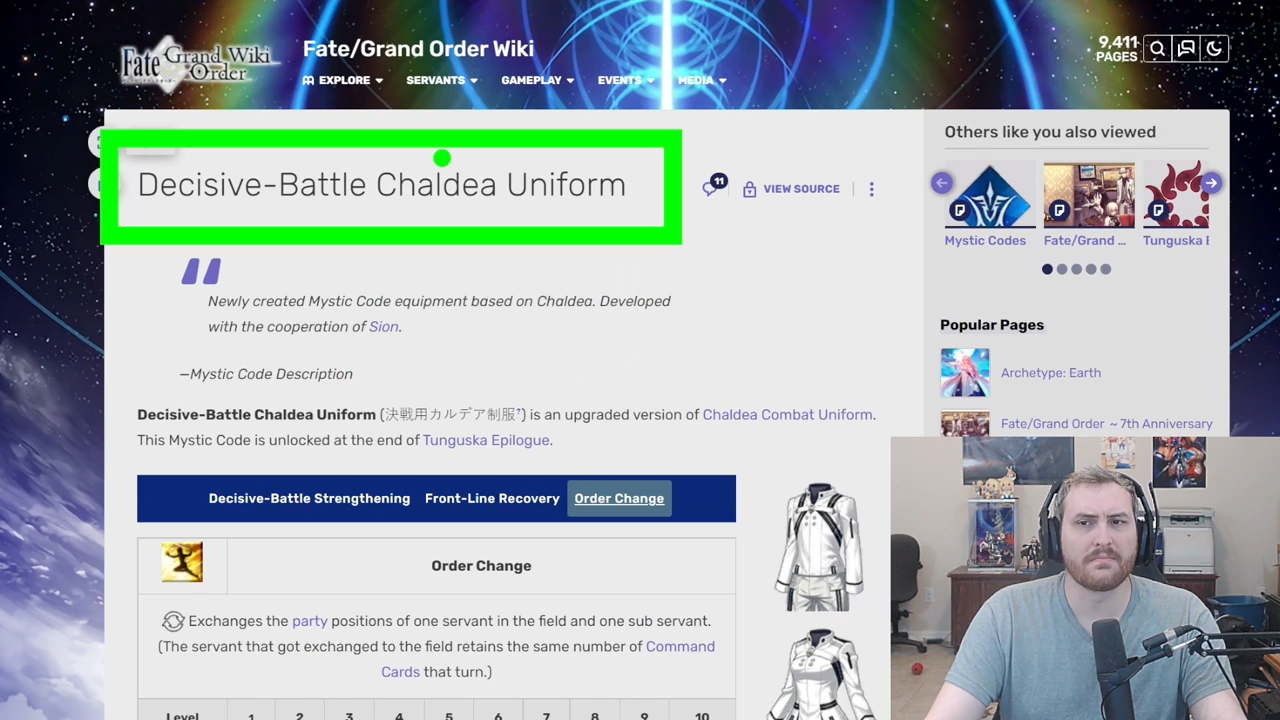 Fate Grand Wiki
Order
Fate/Grand Order Wiki
EXPLORE
SERVANTS
GAMEPLAY
EVENTS
MEDIA
9,411
PAGES
Decisive-Battle Chaldea Uniform
11
VIEW SOURCE
Newly created Mystic Code equipment based on Chaldea. Developed
with the cooperation of Sion.
—Mystic Code Description
Decisive-Battle Chaldea Uniform (決戦用カルデア制服?) is an upgraded version of Chaldea Combat Uniform.
This Mystic Code is unlocked at the end of Tunguska Epilogue.
Decisive-Battle Strengthening
Front-Line Recovery
Order Change
Order Change
Exchanges the party positions of one servant in the field and one sub servant.
(The servant that got exchanged to the field retains the same number of Command
Cards that turn.)
Level 1 2 3 4 5 6 7 8 9 10
Others like you also viewed
Mystic Codes
Fate/Grand ...
Tunguska E
Popular Pages
Archetype: Earth
Fate/Grand Order ~ 7th Anniversary